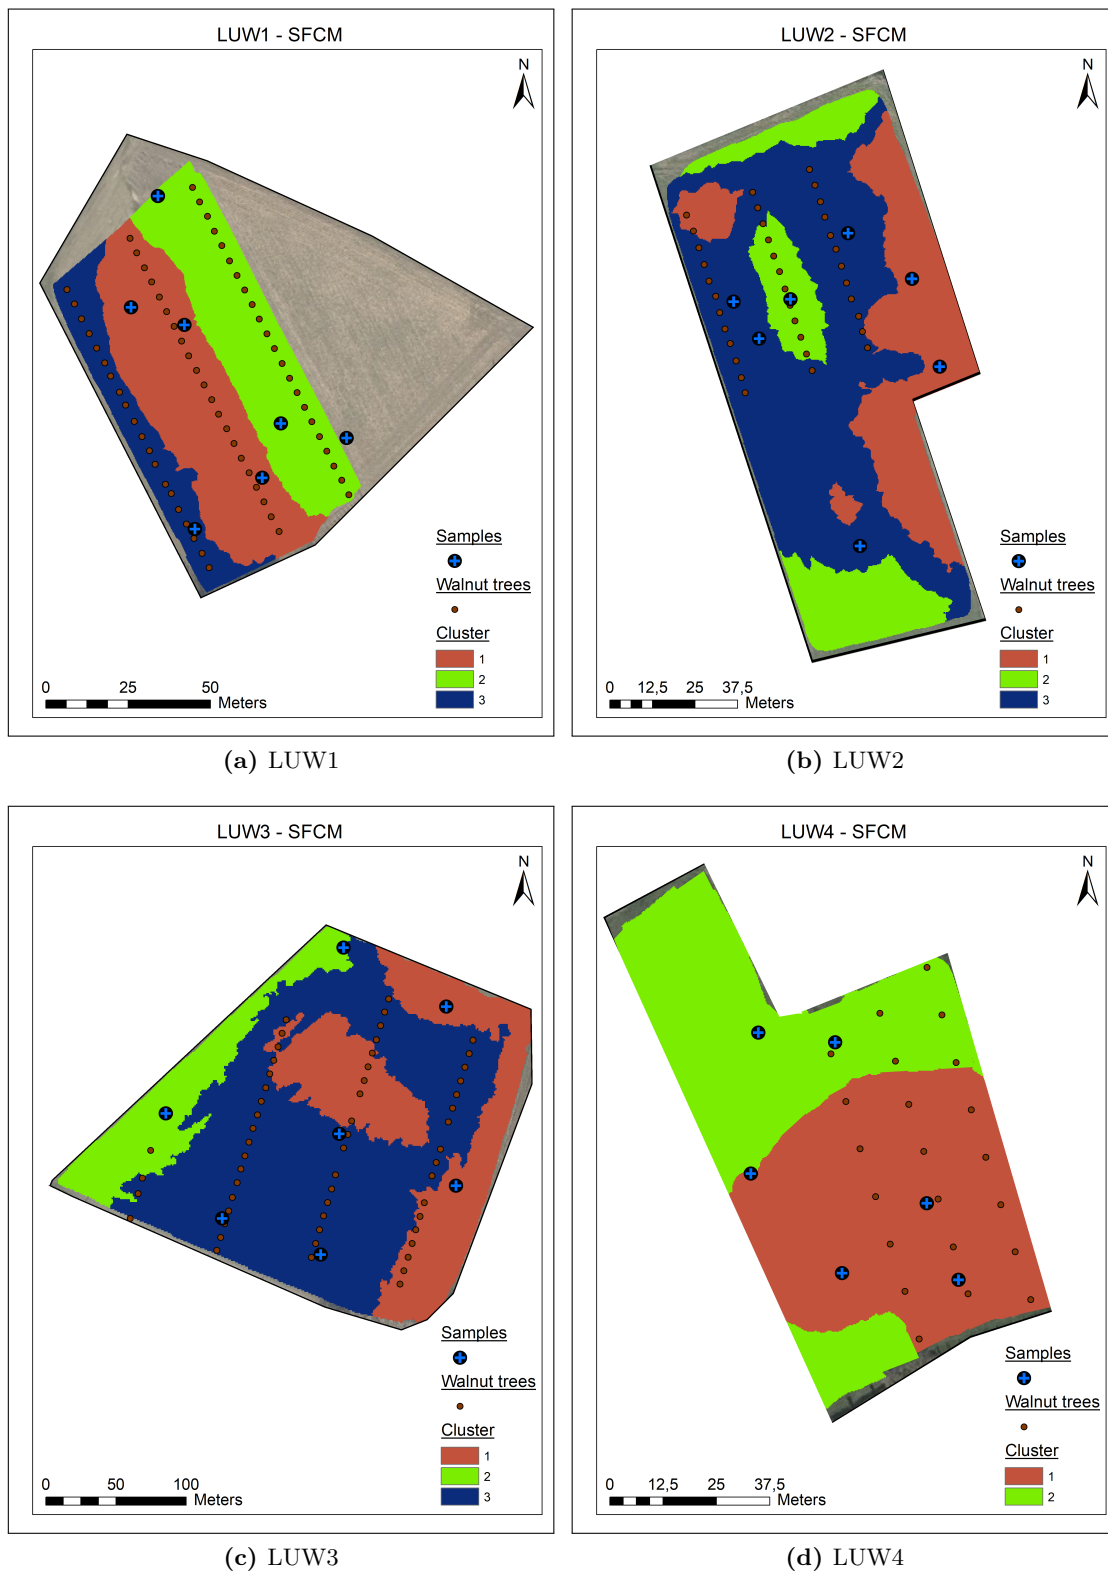 LUW1 - SFCM
N
Samples
Walnut trees
Cluster
1
2
3
0 25 50
Meters
(a) LUW1
LUW2 - SFCM
N
Samples
Walnut trees
Cluster
1
2
3
0 12,5 25 37,5
Meters
(b) LUW2
LUW3 - SFCM
N
Samples
Walnut trees
Cluster
1
2
3
0 50 100
Meters
(c) LUW3
LUW4 - SFCM
N
Samples
Walnut trees
Cluster
1
2
0 12,5 25 37,5
Meters
(d) LUW4